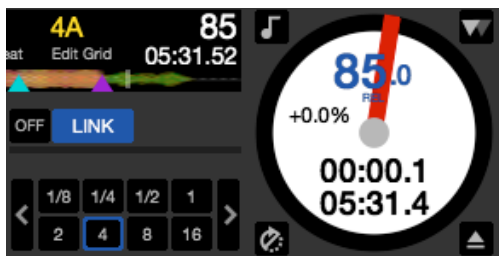 4A 85
eat Edit Grid 05:31.52
OFF LINK
1/8 1/4 1/2 1
2 4 8 16
85.0
+0.0%
00:00.1
05:31.4